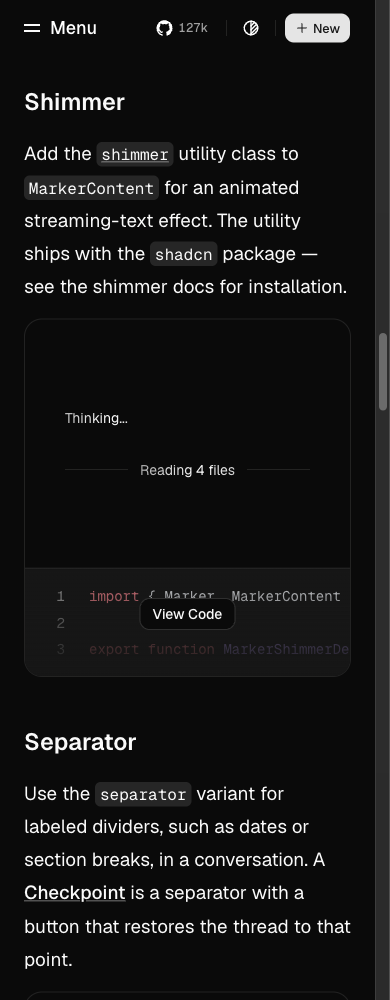 Menu
127k
+ New
Shimmer
Add the shimmer utility class to
MarkerContent for an animated
streaming-text effect. The utility
ships with the shadcn package —
see the shimmer docs for installation.
Thinking...
Reading 4 files
1 import { Marker, MarkerContent
View Code
2
3 export function MarkerShimmerDe
Separator
Use the separator variant for
labeled dividers, such as dates or
section breaks, in a conversation. A
Checkpoint is a separator with a
button that restores the thread to that
point.